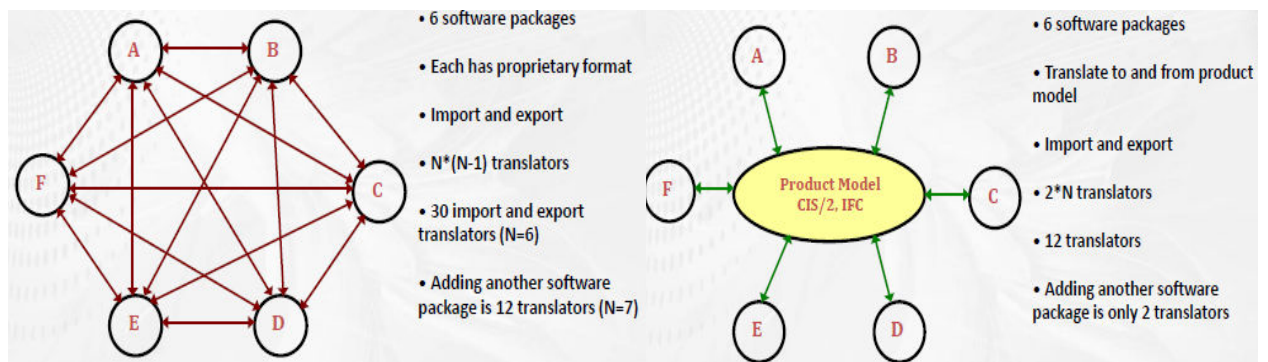 A
B
F
C
E
D
• 6 software packages
• Each has proprietary format
• Import and export
• N*(N-1) translators
• 30 import and export
translators (N=6)
• Adding another software
package is 12 translators (N=7)
A
B
F
Product Model
CIS/2, IFC
C
E
D
• 6 software packages
• Translate to and from product
model
• Import and export
• 2*N translators
• 12 translators
• Adding another software
package is only 2 translators